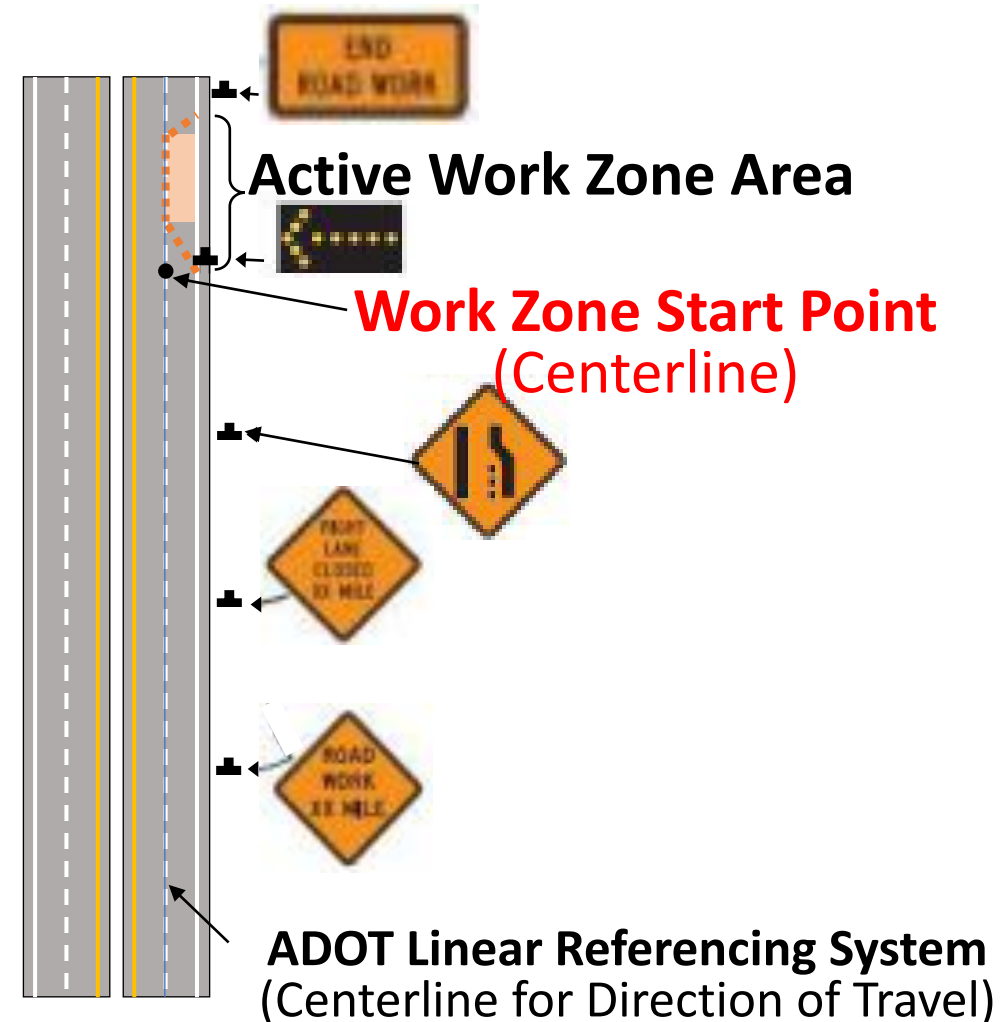 END
ROAD WORK
Active Work Zone Area
Work Zone Start Point
(Centerline)
RIGHT
LANE
CLOSED
XX MILE
ROAD
WORK
XX MILE
ADOT Linear Referencing System
(Centerline for Direction of Travel)